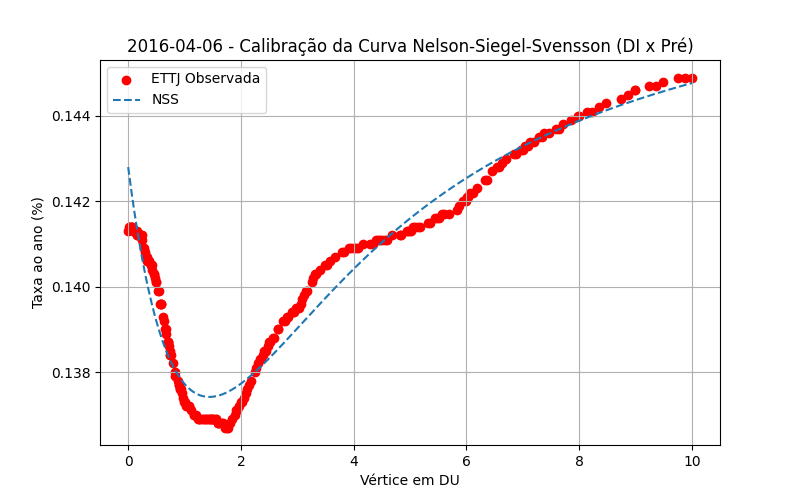 2016-04-06 - Calibração da Curva Nelson-Siegel-Svensson (DI x Pré)
ETTJ Observada
NSS
Taxa ao ano (%)
0.144
0.142
0.140
0.138
0 2 4 6 8 10
Vértice em DU